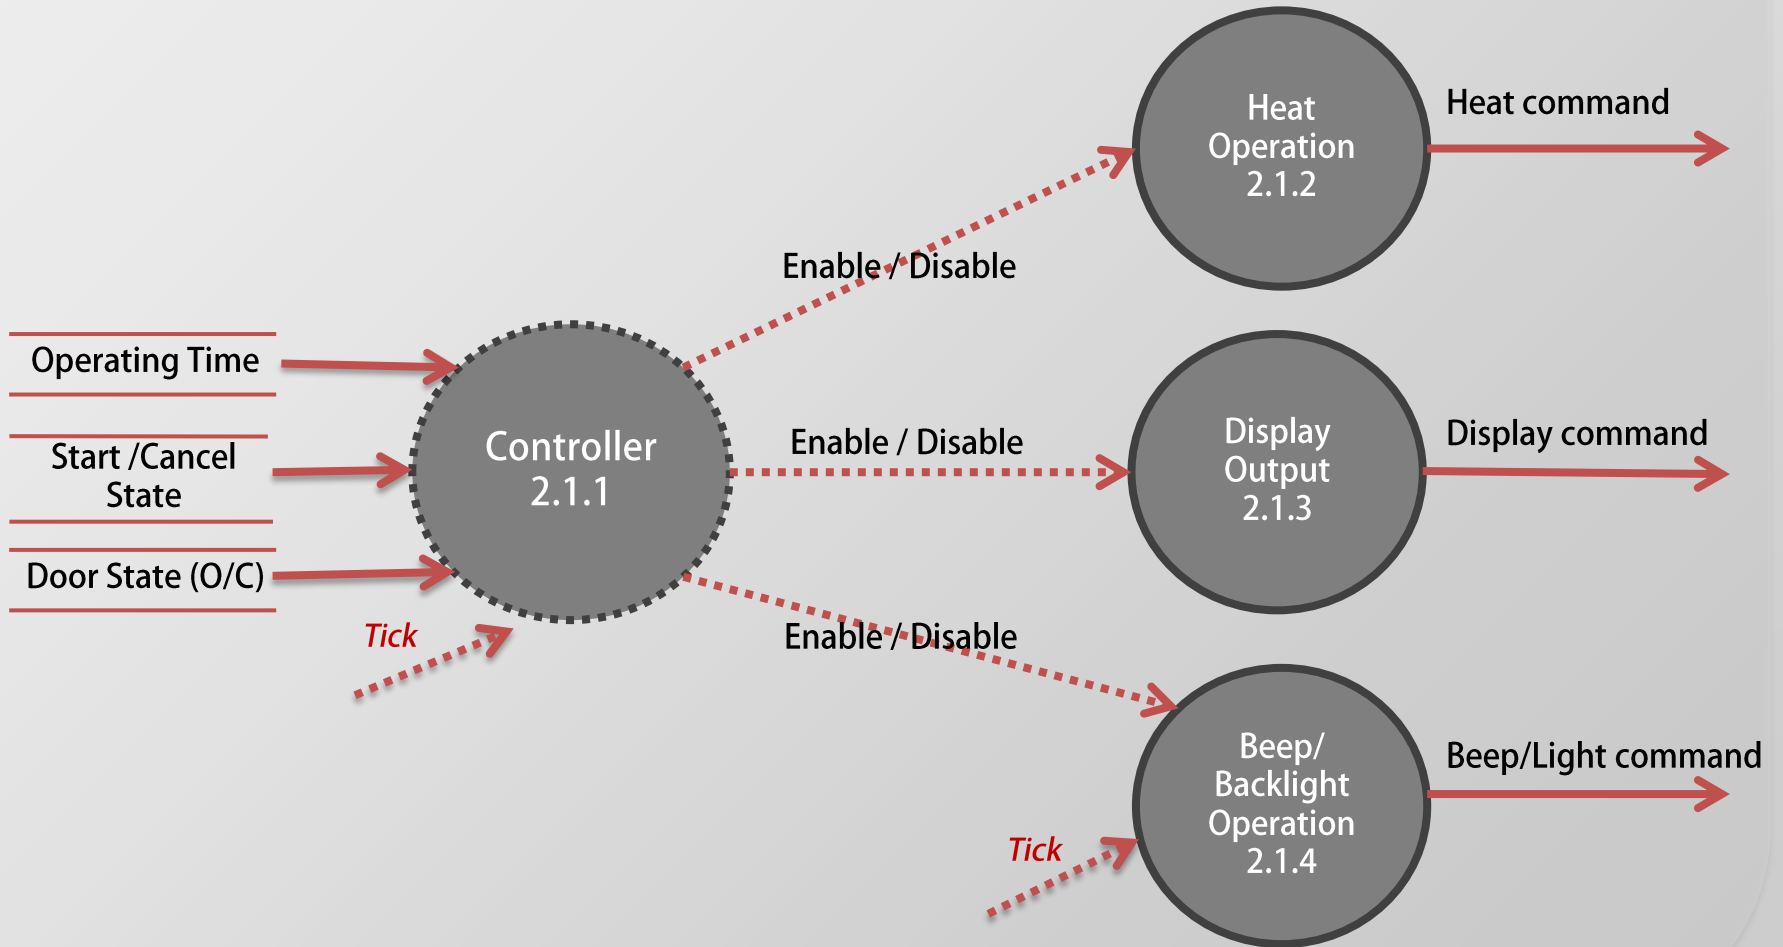 Heat
Operation
2.1.2
Heat command
Enable / Disable
Operating Time
Start /Cancel
State
Door State (O/C)
Controller
2.1.1
Tick
Enable / Disable
Display
Output
2.1.3
Display command
Enable / Disable
Beep/
Backlight
Operation
2.1.4
Beep/Light command
Tick